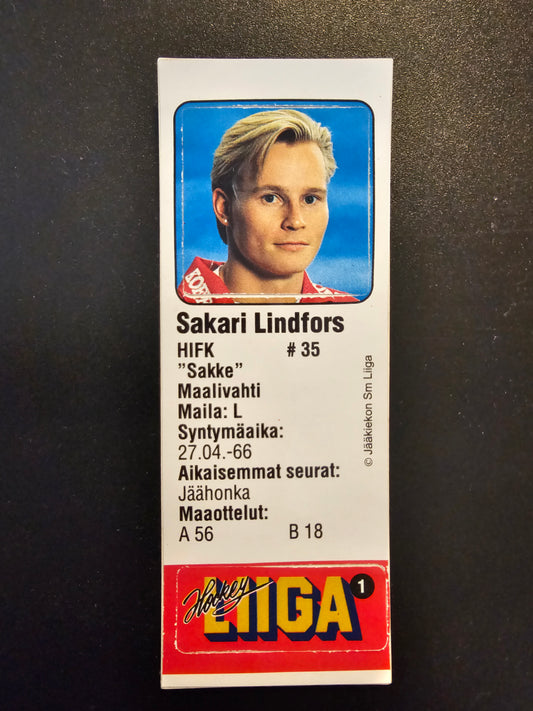 KOFF
Sakari Lindfors
HIFK # 35
"Sakke"
Maalivahti
Maila: L
Syntymäaika:
27.04.-66
Aikaisemmat seurat:
Jäähonka
Maaottelut:
A 56 B 18
© Jääkiekon Sm Liiga
Hockey
LIIGA 1